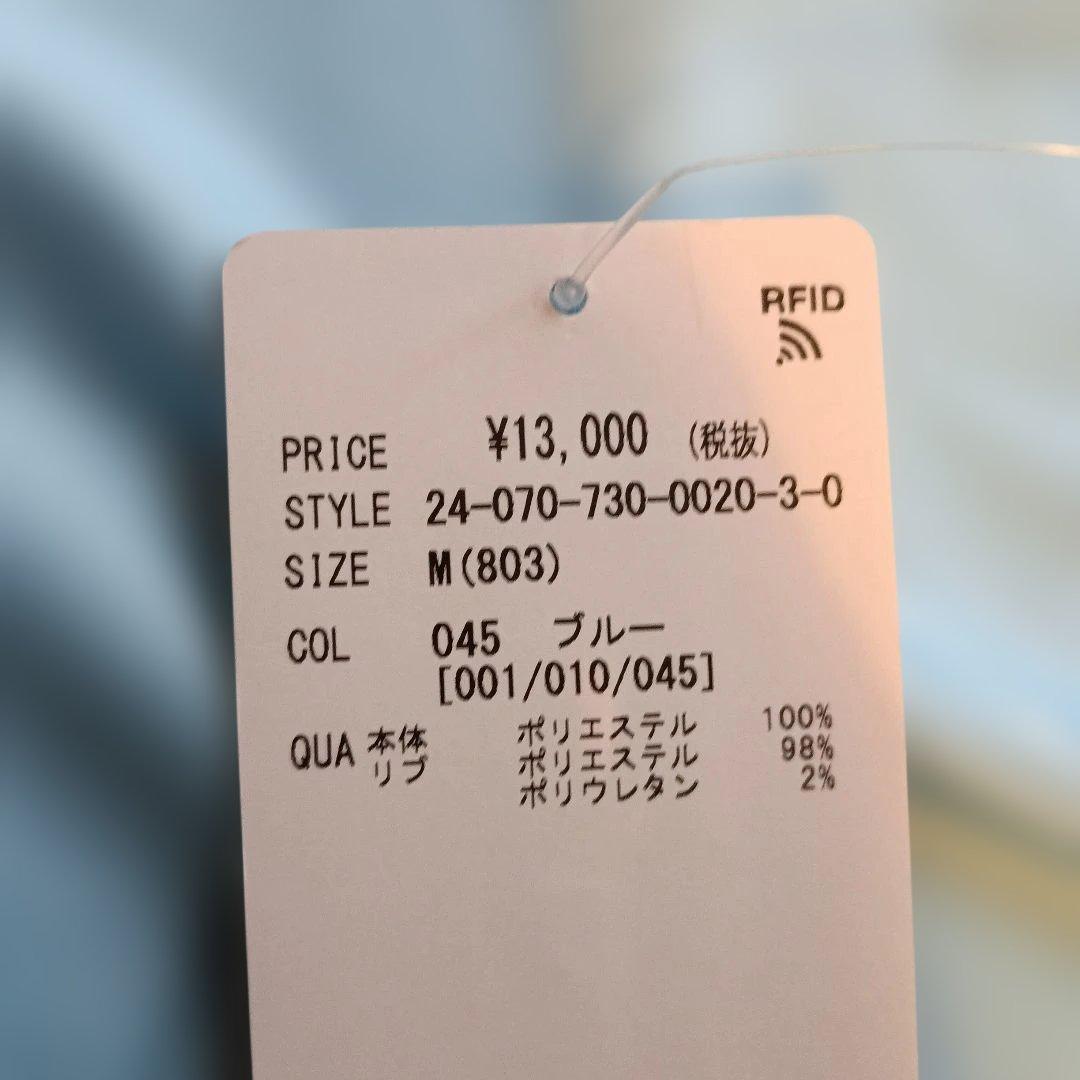 RFID
PRICE ¥13,000 (税抜)
STYLE 24-070-730-0020-3-0
SIZE M(803)
COL 045 ブルー
[001/010/045]
QUA 本体 ポリエステル 100%
リブ ポリエステル 98%
ポリウレタン 2%